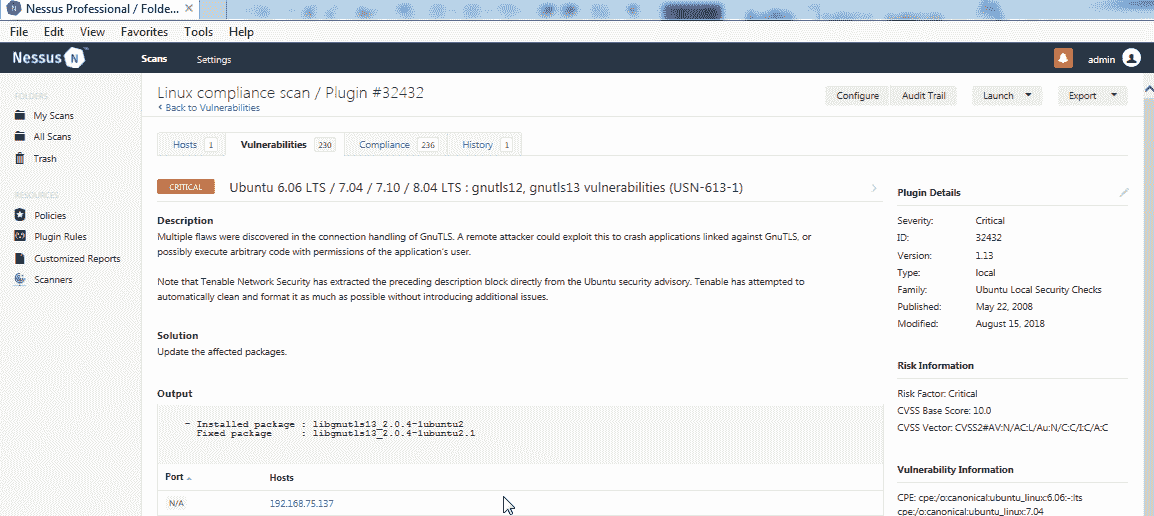 Nessus Professional / Folde...
File Edit View Favorites Tools Help
Nessus N Scans Settings admin
FOLDERS
My Scans
All Scans
Trash
RESOURCES
Policies
Plugin Rules
Customized Reports
Scanners
Linux compliance scan / Plugin #32432
Back to Vulnerabilities
Configure Audit Trail Launch Export
Hosts 1 Vulnerabilities 230 Compliance 236 History 1
CRITICAL Ubuntu 6.06 LTS / 7.04 / 7.10 / 8.04 LTS : gnutls12, gnutls13 vulnerabilities (USN-613-1)
Description
Multiple flaws were discovered in the connection handling of GnuTLS. A remote attacker could exploit this to crash applications linked against GnuTLS, or
possibly execute arbitrary code with permissions of the application's user.
Note that Tenable Network Security has extracted the preceding description block directly from the Ubuntu security advisory. Tenable has attempted to
automatically clean and format it as much as possible without introducing additional issues.
Solution
Update the affected packages.
Output
- Installed package : libgnutls13_2.0.4-1ubuntu2
Fixed package : libgnutls13_2.0.4-1ubuntu2.1
Port Hosts
N/A 192.168.75.137
Plugin Details
Severity: Critical
ID: 32432
Version: 1.13
Type: local
Family: Ubuntu Local Security Checks
Published: May 22, 2008
Modified: August 15, 2018
Risk Information
Risk Factor: Critical
CVSS Base Score: 10.0
CVSS Vector: CVSS2#AV:N/AC:L/Au:N/C:C/I:C/A:C
Vulnerability Information
CPE: cpe:/o:canonical:ubuntu_linux:6.06:-:lts
cpe:/o:canonical:ubuntu_linux:7.04